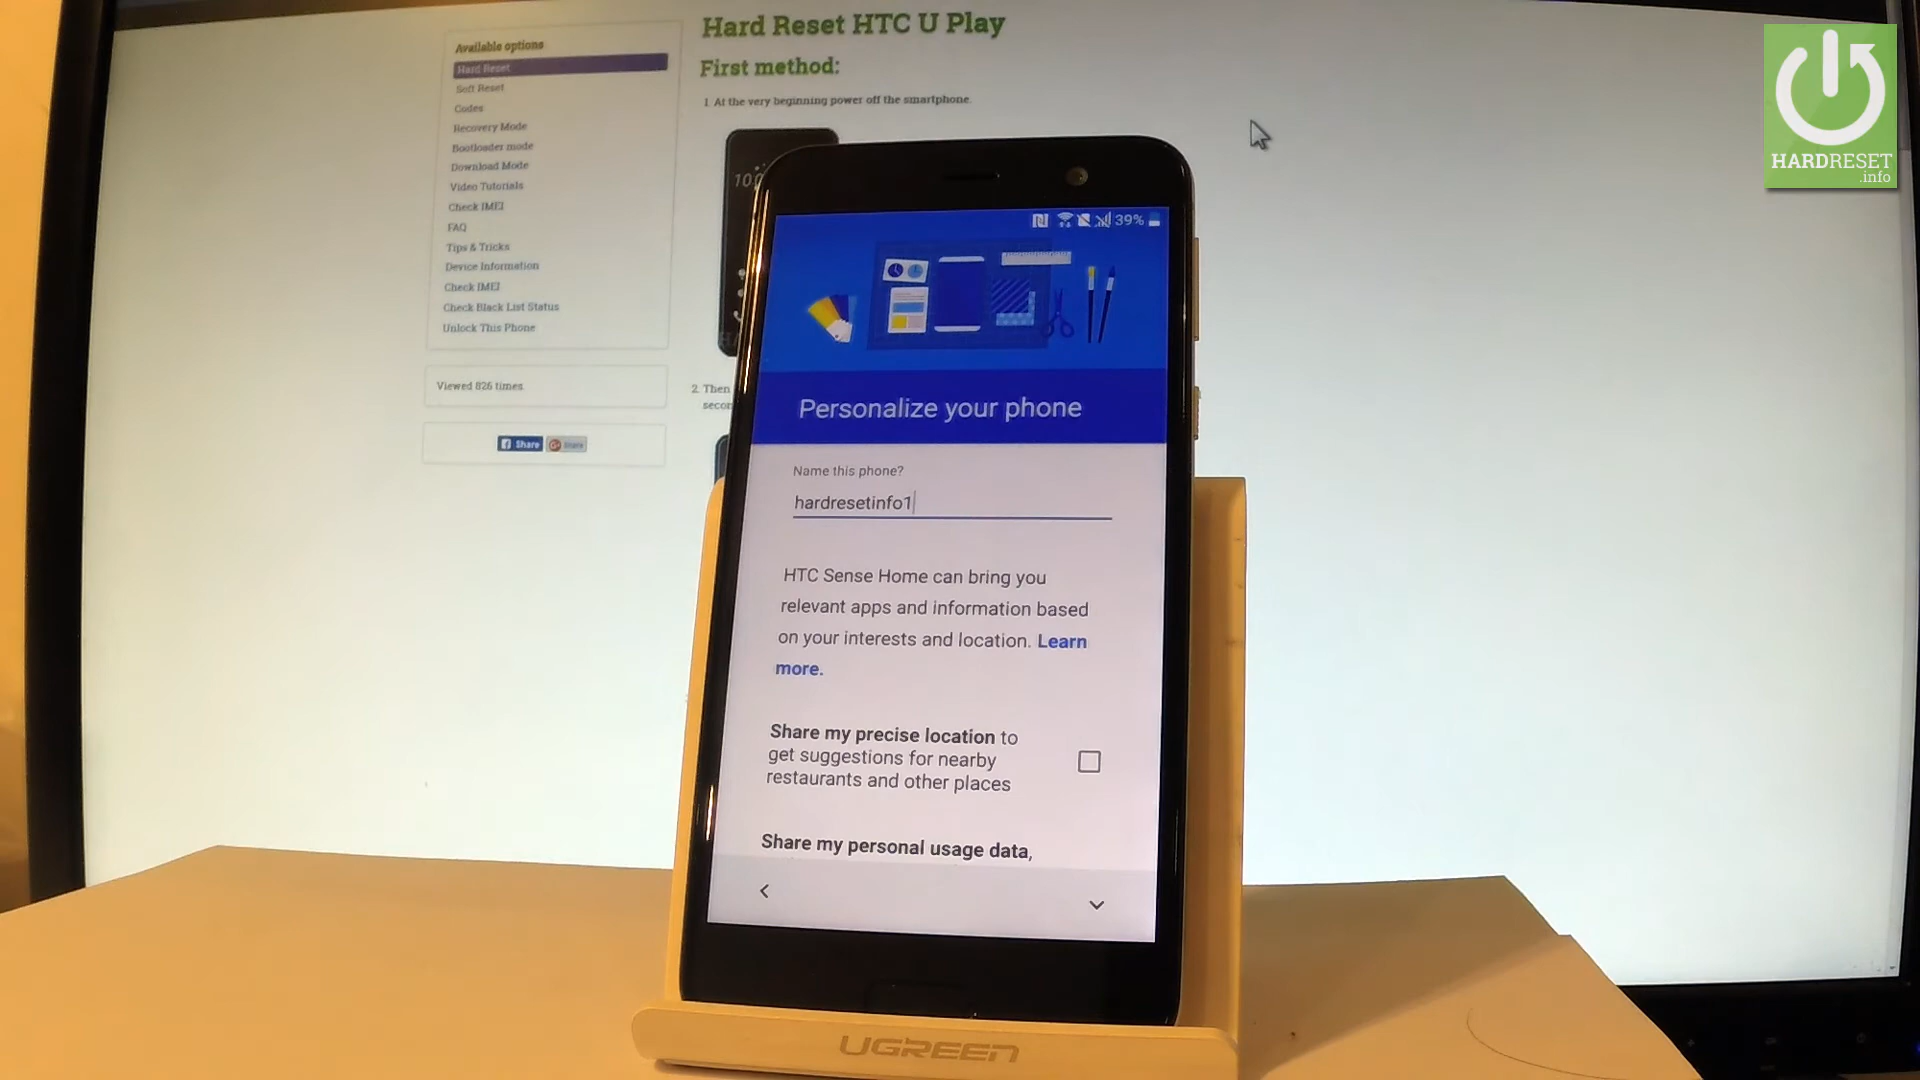 Hard Reset HTC U Play
First method:
1. At the very beginning power off the smartphone.
Available options
Hard Reset
Soft Reset
Codes
Recovery Mode
Bootloader mode
Download Mode
Video Tutorials
Check IMEI
FAQ
Tips & Tricks
Device Information
Check IMEI
Check Black List Status
Unlock This Phone
Viewed 826 times.
Share
Share
2. Then
HARDRESET
.info
39%
Personalize your phone
Name this phone?
hardresetinfo1
HTC Sense Home can bring you
relevant apps and information based
on your interests and location. Learn
more.
Share my precise location to
get suggestions for nearby
restaurants and other places
Share my personal usage data,
UGREEN